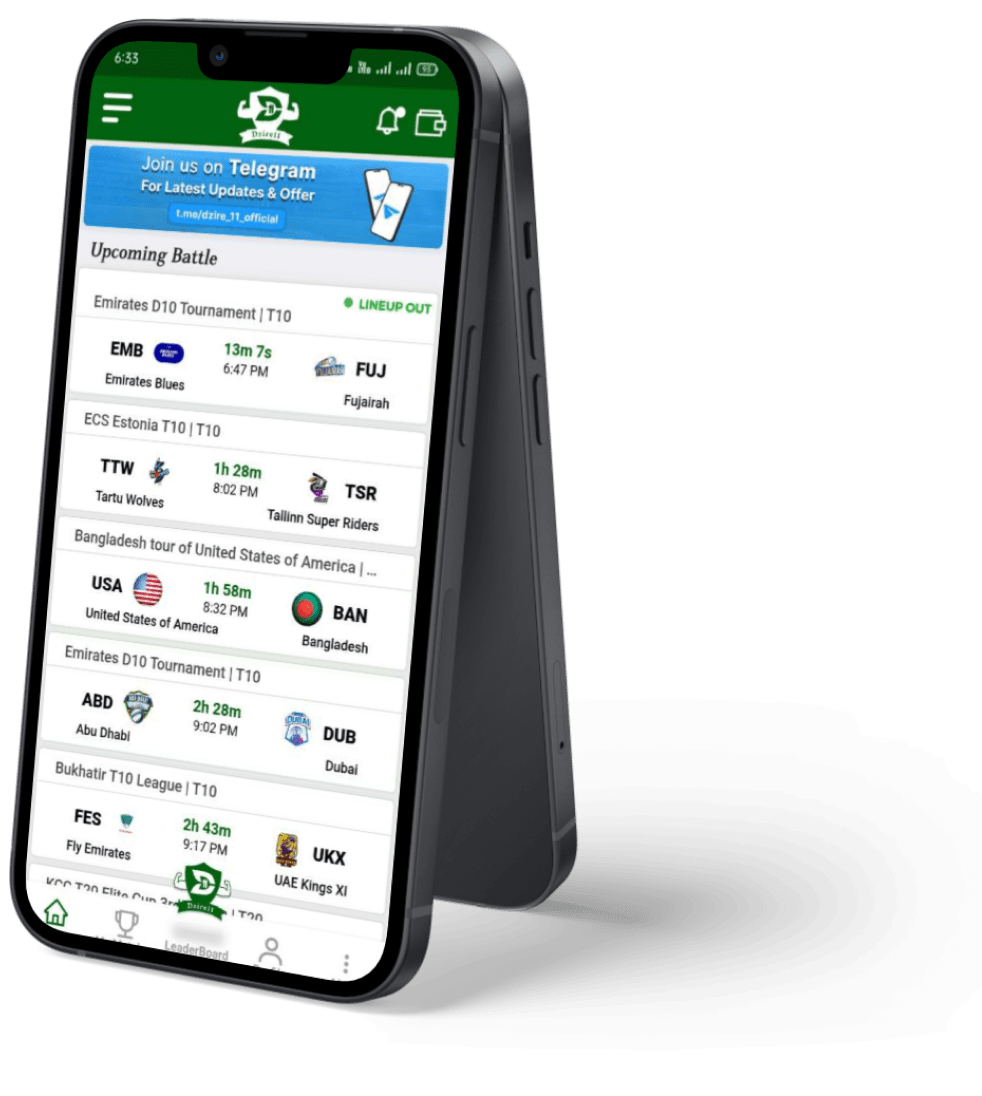 6:33
93
Dzire11
Join us on Telegram
For Latest Updates & Offer
t.me/dzire_11_official
Upcoming Battle
Emirates D10 Tournament | T10
LINEUP OUT
EMB 13m 7s FUJ
6:47 PM
Emirates Blues Fujairah
ECS Estonia T10 | T10
TTW 1h 28m TSR
8:02 PM
Tartu Wolves Tallinn Super Riders
Bangladesh tour of United States of America | ...
USA 1h 58m BAN
8:32 PM
United States of America Bangladesh
Emirates D10 Tournament | T10
ABD 2h 28m DUB
9:02 PM
Abu Dhabi Dubai
Bukhatir T10 League | T10
FES 2h 43m UKX
9:17 PM
Fly Emirates UAE Kings XI
KCC T20 Elite Cup | T20
Dzire11
LeaderBoard